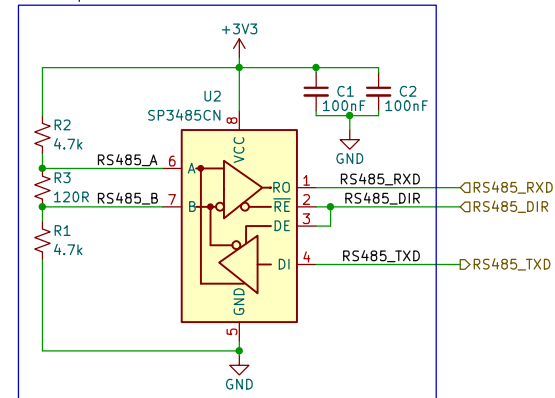 +3V3
U2
SP3485CN
C1
100nF
C2
100nF
GND
R2
4.7k
R3
120R
R1
4.7k
RS485_A
6
RS485_B
7
8
VCC
A
B
RO
RE
DE
DI
GND
5
1
RS485_RXD
RS485_RXD
2
RS485_DIR
RS485_DIR
3
4
RS485_TXD
RS485_TXD
GND